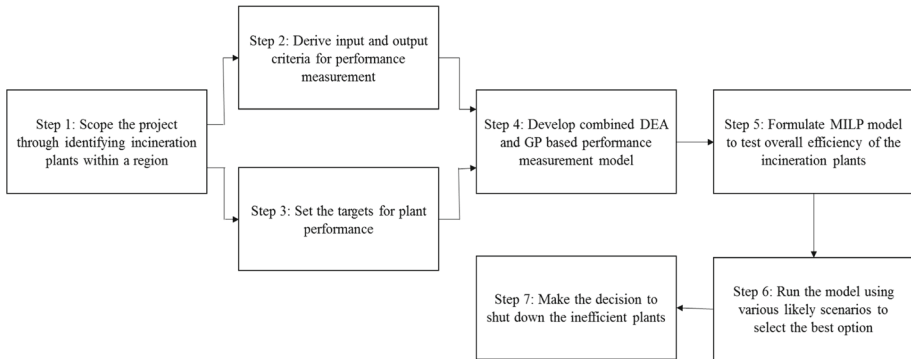 Step 1: Scope the project
through identifying incineration
plants within a region
Step 2: Derive input and output
criteria for performance
measurement
Step 3: Set the targets for plant
performance
Step 4: Develop combined DEA
and GP based performance
measurement model
Step 5: Formulate MILP model
to test overall efficiency of the
incineration plants
Step 6: Run the model using
various likely scenarios to
select the best option
Step 7: Make the decision to
shut down the inefficient plants